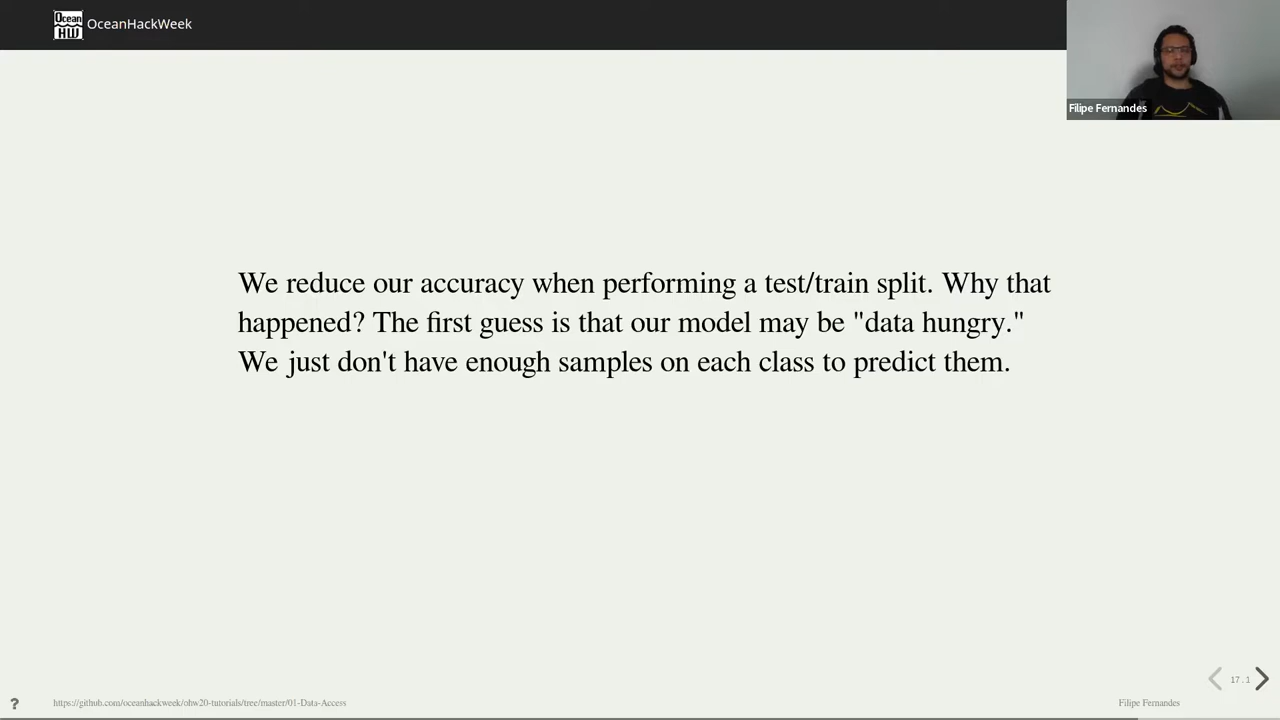 Ocean
HW
OceanHackWeek
Filipe Fernandes
We reduce our accuracy when performing a test/train split. Why that
happened? The first guess is that our model may be "data hungry."
We just don't have enough samples on each class to predict them.
17.1
?
https://github.com/oceanhackweek/ohw20-tutorials/tree/master/01-Data-Access
Filipe Fernandes